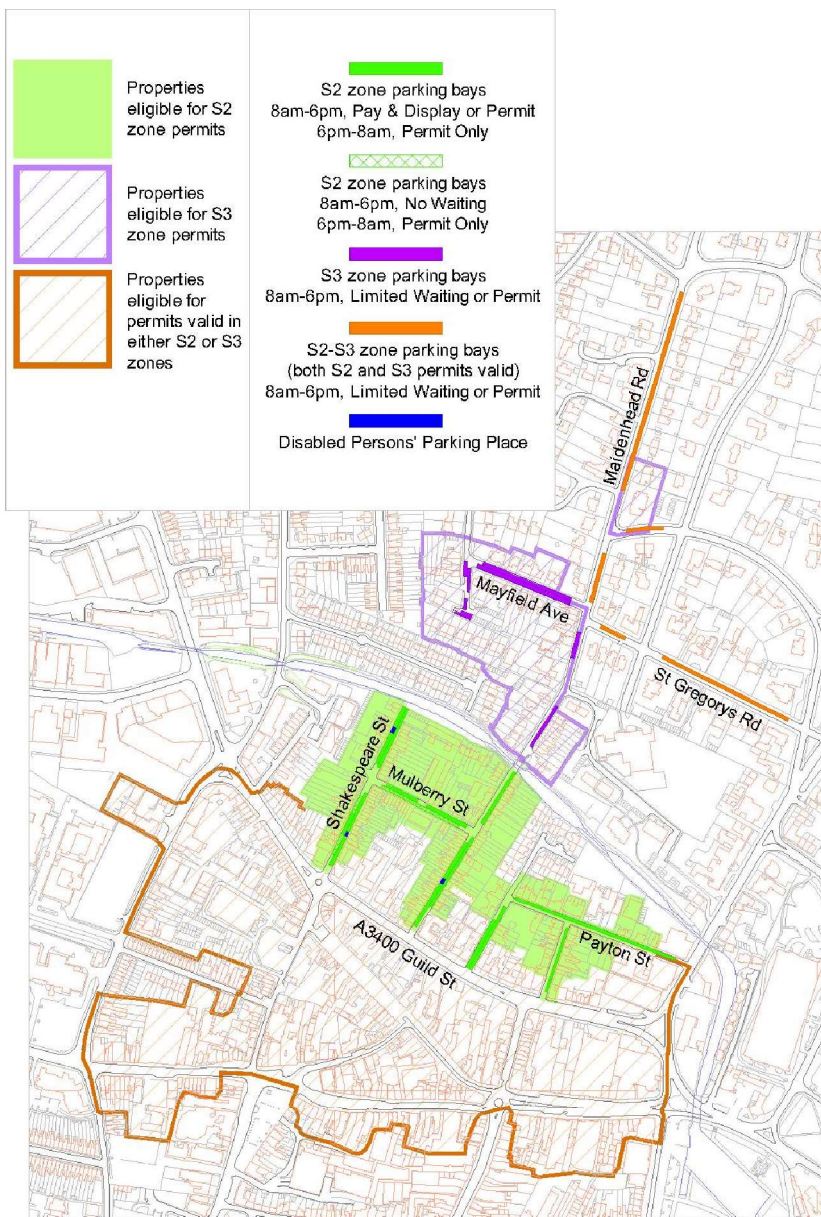 Properties
eligible for S2
zone permits
Properties
eligible for S3
zone permits
Properties
eligible for
permits valid in
either S2 or S3
zones
S2 zone parking bays
8am-6pm, Pay & Display or Permit
6pm-8am, Permit Only
S2 zone parking bays
8am-6pm, No Waiting
6pm-8am, Permit Only
S3 zone parking bays
8am-6pm, Limited Waiting or Permit
S2-S3 zone parking bays
(both S2 and S3 permits valid)
8am-6pm, Limited Waiting or Permit
Disabled Persons' Parking Place
Maidenhead Rd
Mayfield Ave
St Gregorys Rd
Shakespeare St
Mulberry St
Payton St
A3400 Guild St